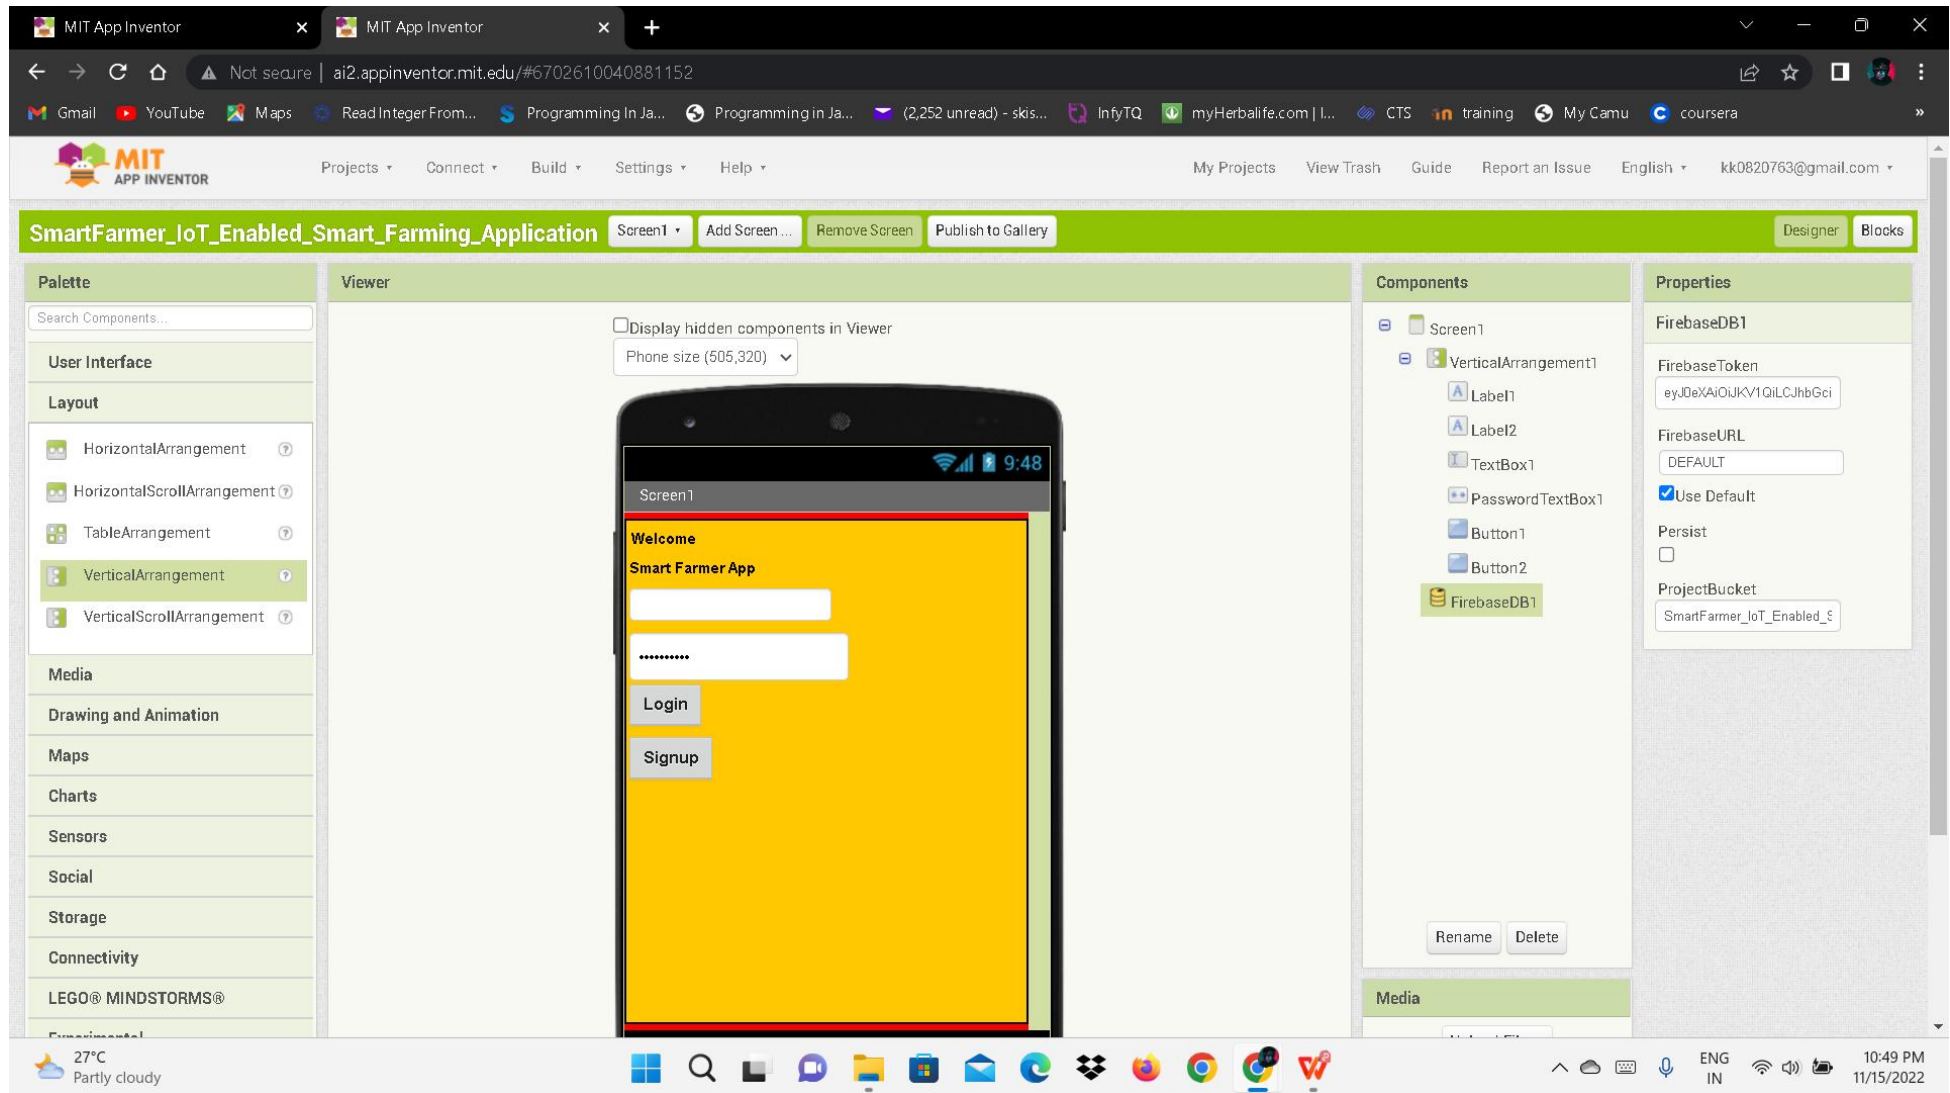 MIT App Inventor
MIT App Inventor
Not secure | ai2.appinventor.mit.edu/#6702610040881152
Gmail YouTube Maps Read Integer From... Programming In Ja... Programming in Ja... (2,252 unread) - skis... InfyTQ myHerbalife.com | I... CTS training My Camu coursera »
MIT
APP INVENTOR
Projects Connect Build Settings Help My Projects View Trash Guide Report an Issue English kk0820763@gmail.com
SmartFarmer_IoT_Enabled_Smart_Farming_Application Screen1 Add Screen ... Remove Screen Publish to Gallery Designer Blocks
Palette
Search Components...
User Interface
Layout
HorizontalArrangement
HorizontalScrollArrangement
TableArrangement
VerticalArrangement
VerticalScrollArrangement
Media
Drawing and Animation
Maps
Charts
Sensors
Social
Storage
Connectivity
LEGO® MINDSTORMS®
Experimental
Viewer
Display hidden components in Viewer
Phone size (505,320)
9:48
Screen1
Welcome
Smart Farmer App
••••••••••
Login
Signup
Components
Screen1
VerticalArrangement1
Label1
Label2
TextBox1
PasswordTextBox1
Button1
Button2
FirebaseDB1
Rename Delete
Media
Properties
FirebaseDB1
FirebaseToken
eyJ0eXAiOiJKV1QiLCJhbGci
FirebaseURL
DEFAULT
Use Default
Persist
ProjectBucket
SmartFarmer_IoT_Enabled_S
27°C
Partly cloudy
ENG
IN
10:49 PM
11/15/2022